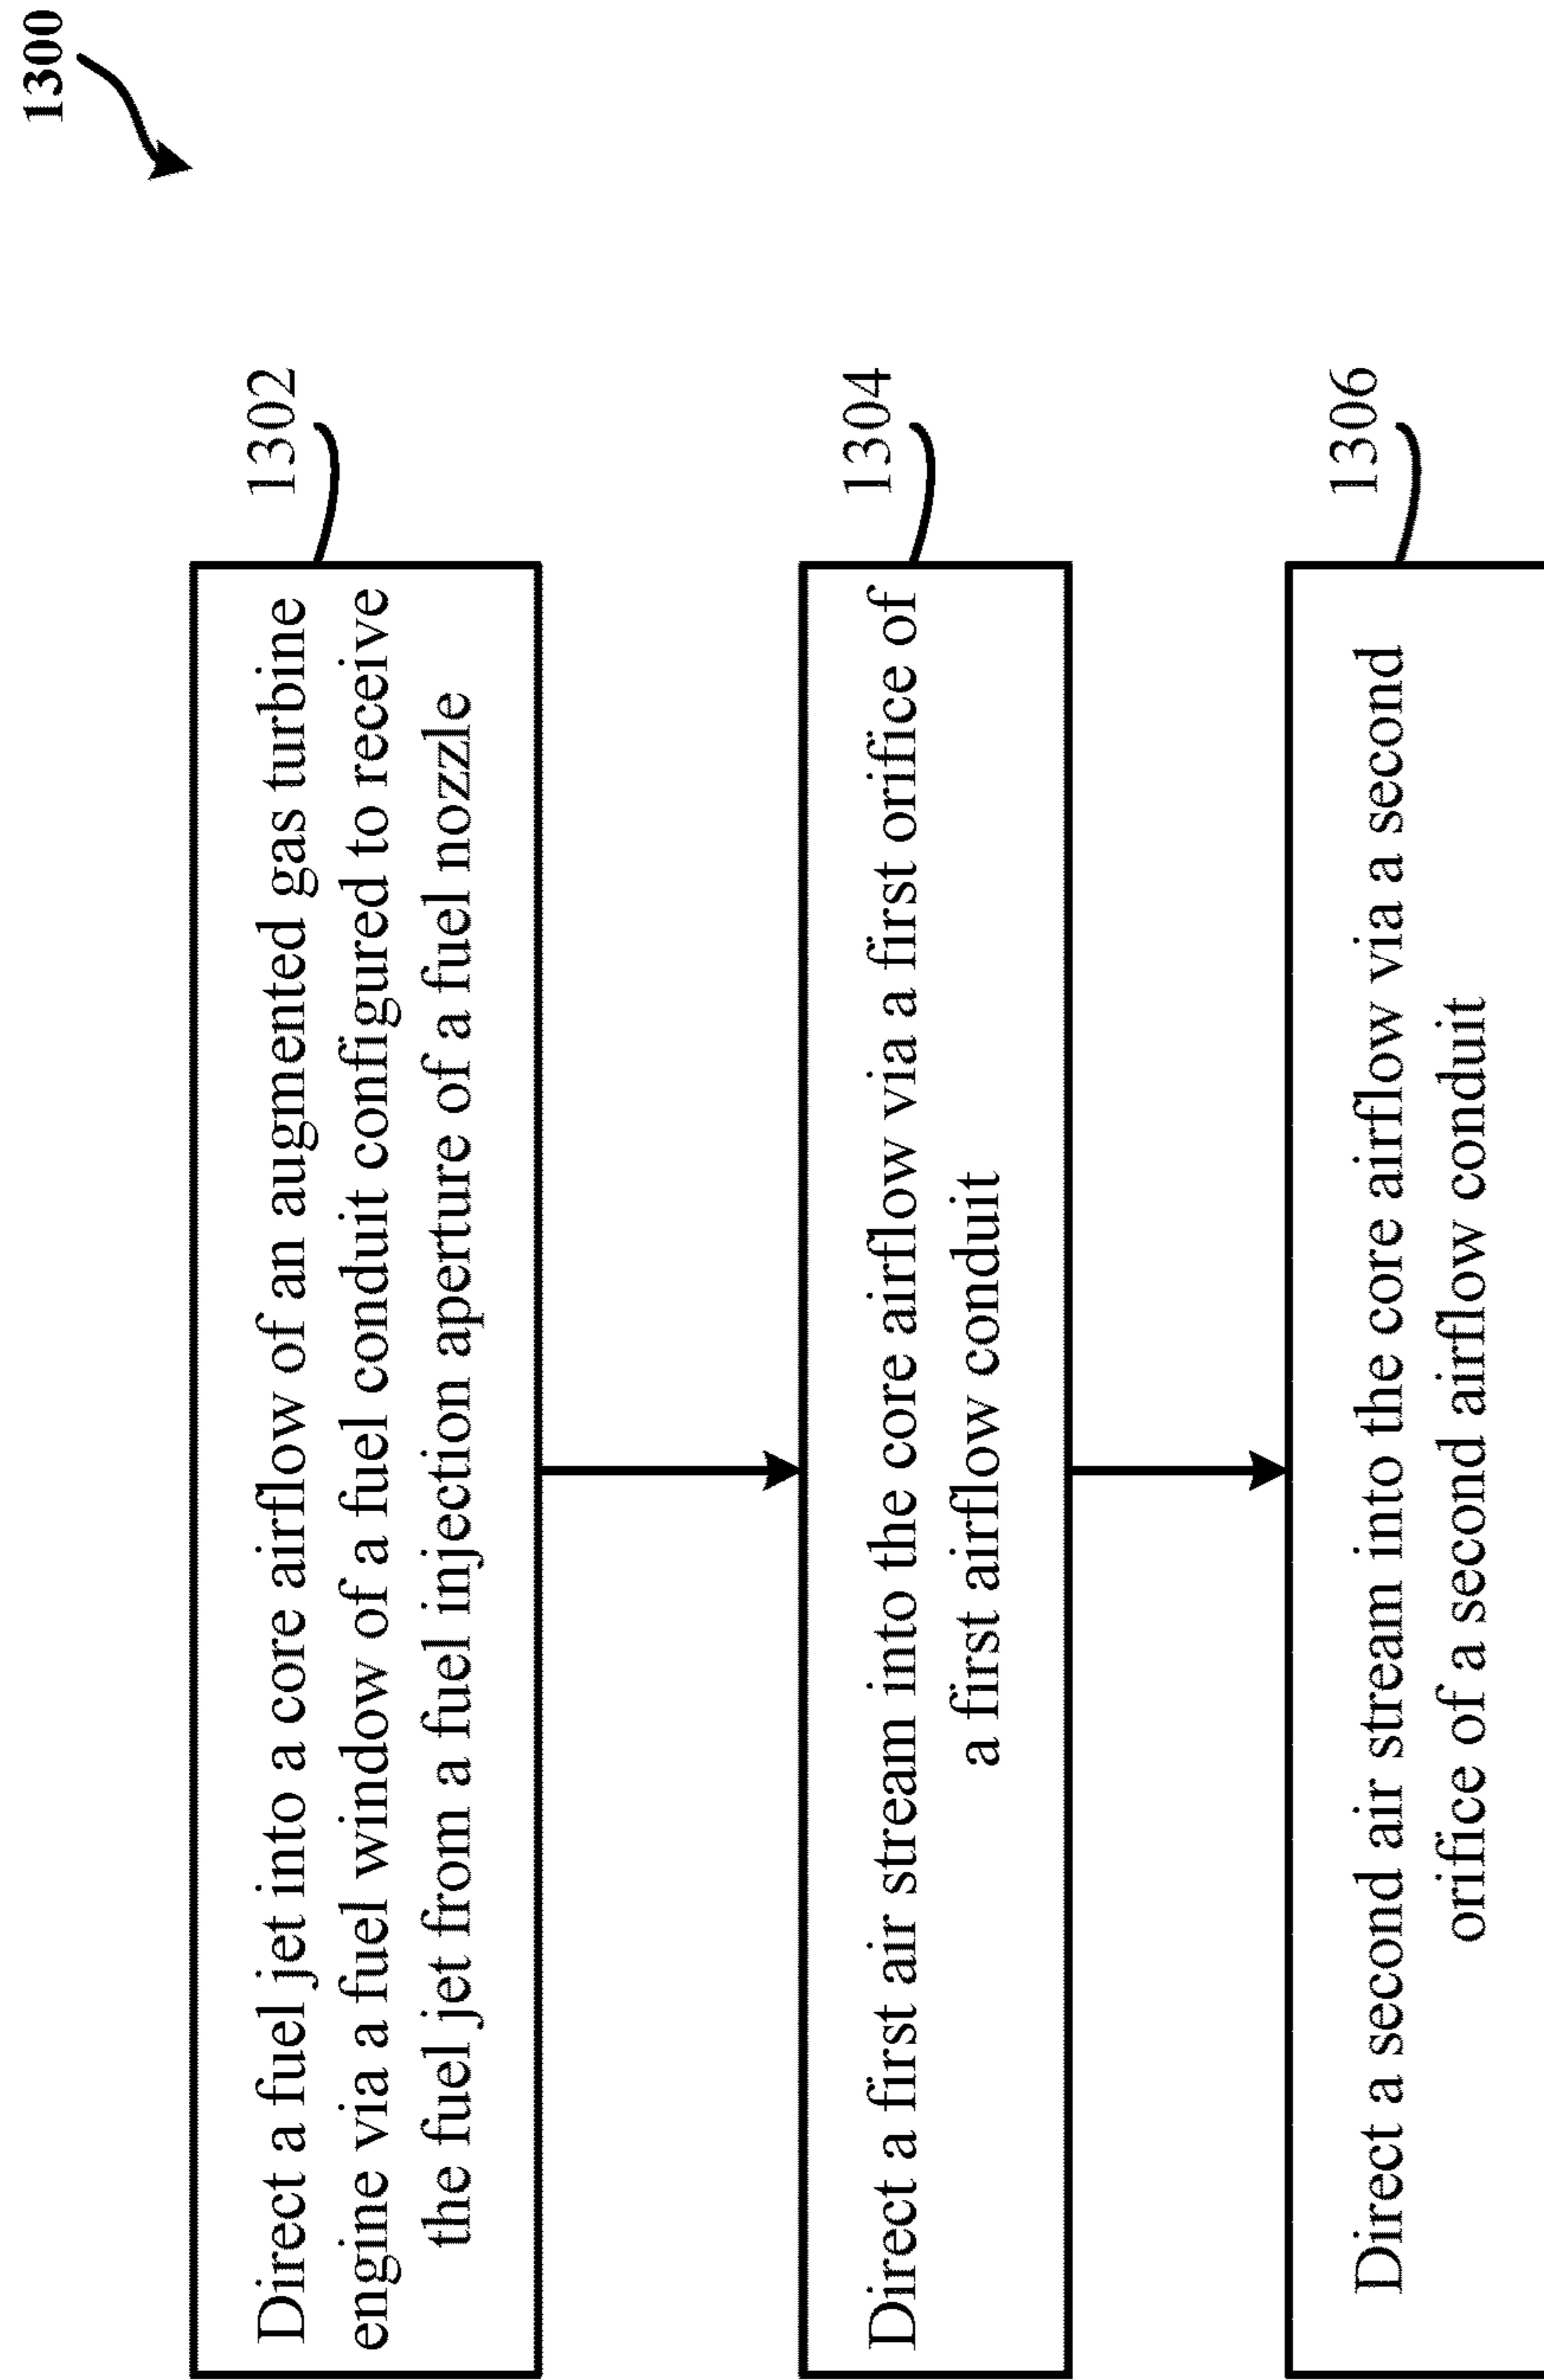 1300
1302
Direct a fuel jet into a core airflow of an augmented gas turbine
engine via a fuel window of a fuel conduit configured to receive
the fuel jet from a fuel injection aperture of a fuel nozzle
1304
Direct a first air stream into the core airflow via a first orifice of
a first airflow conduit
1306
Direct a second air stream into the core airflow via a second
orifice of a second airflow conduit